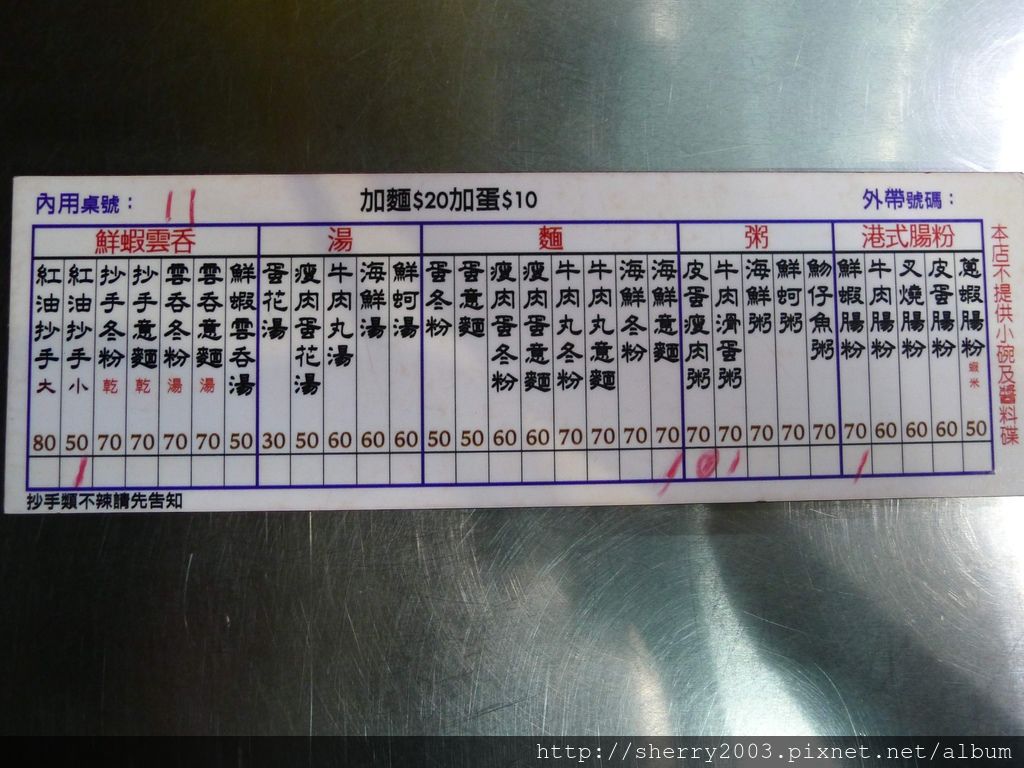 內用桌號： 11 加麵$20加蛋$10 外帶號碼：
鮮蝦雲呑 湯 麵 粥 港式腸粉
紅油抄手大 80
紅油抄手小 50 1
抄手冬粉乾 70
抄手意麵乾 70
雲呑冬粉湯 70
雲呑意麵湯 70
鮮蝦雲呑湯 50
蛋花湯 30
瘦肉蛋花湯 50
牛肉丸湯 60
海鮮湯 60
鮮蚵湯 60
蛋冬粉 50
蛋意麵 50
瘦肉蛋冬粉 60
瘦肉蛋意麵 60
牛肉丸冬粉 70
牛肉丸意麵 70
海鮮冬粉 70
海鮮意麵 70 1
皮蛋瘦肉粥 70
牛肉滑蛋粥 70 1
海鮮粥 70
鮮蚵粥 70
魩仔魚粥 70
鮮蝦腸粉 70 1
牛肉腸粉 60
叉燒腸粉 60
皮蛋腸粉 60
蔥蝦腸粉蝦米 50
本店不提供小碗及醬料碟
抄手類不辣請先告知
http://sherry2003.pixnet.net/album